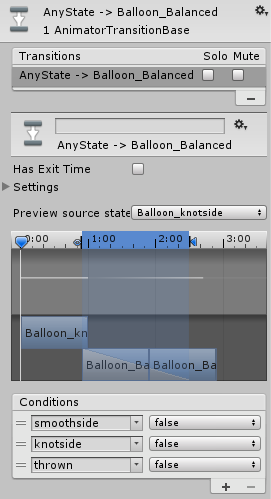 AnyState -> Balloon_Balanced
1 AnimatorTransitionBase
Transitions Solo Mute
AnyState -> Balloon_Balanced
AnyState -> Balloon_Balanced
Has Exit Time
Settings
Preview source state Balloon_knotside
0:00 1:00 2:00 3:00
Balloon_kn
Balloon_Ba Balloon_Ba
Conditions
smoothside false
knotside false
thrown false